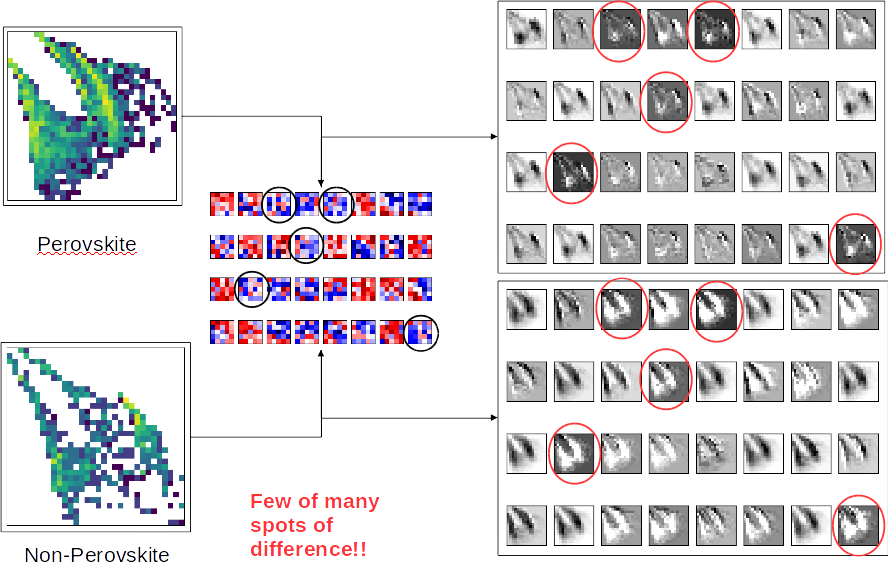 Perovskite
Non-Perovskite
Few of many
spots of
difference!!